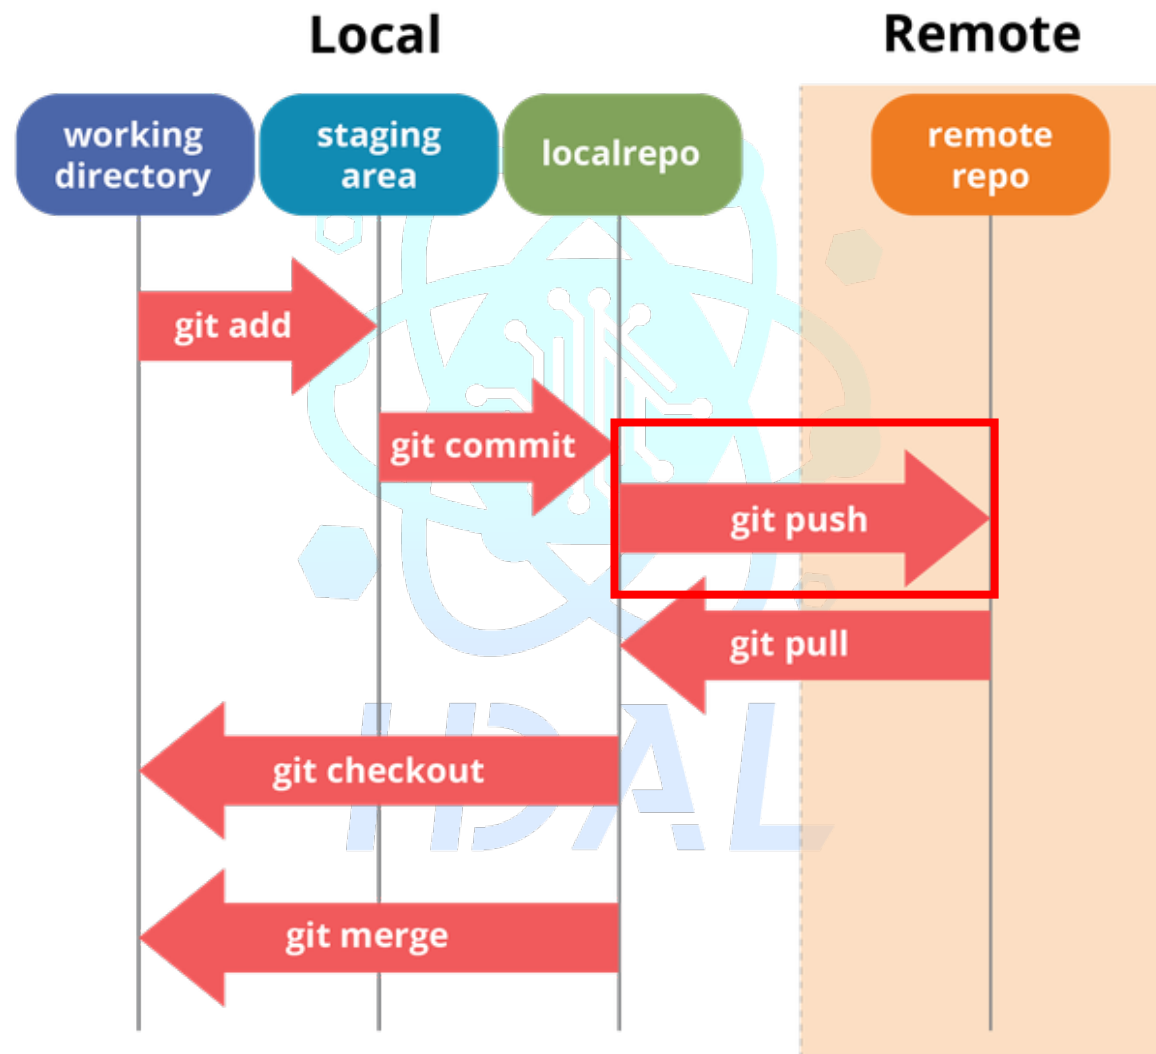 Local
Remote
working
directory
staging
area
localrepo
remote
repo
git add
git commit
git push
git pull
git checkout
git merge
IDAL